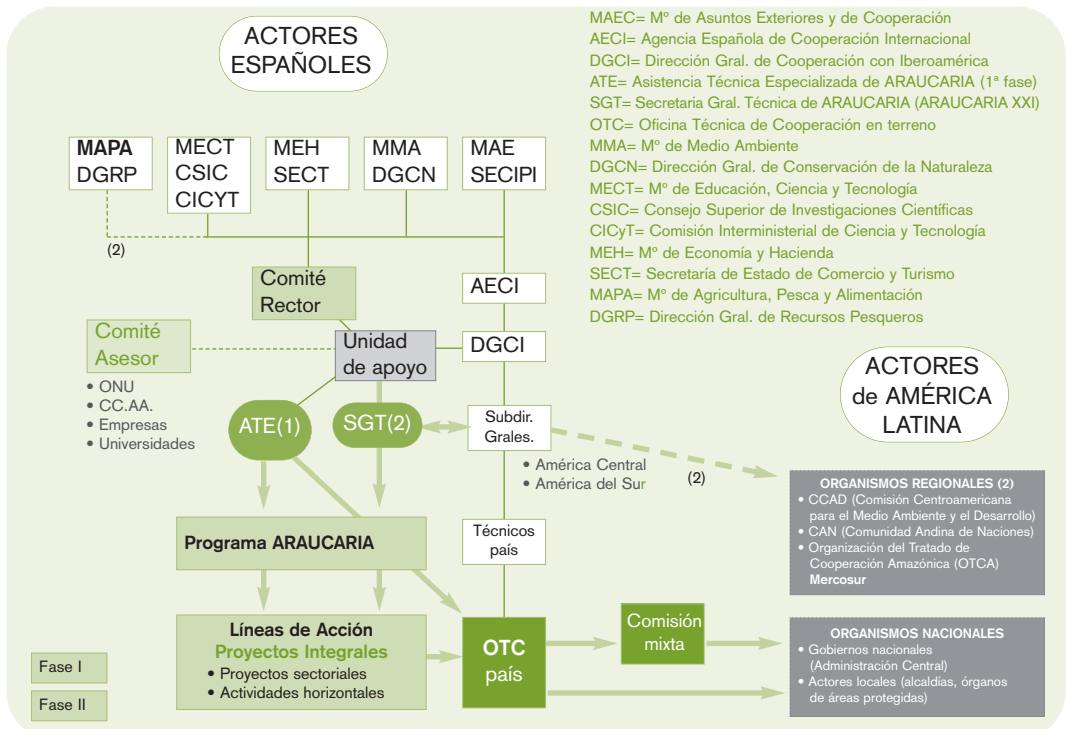 ACTORES
ESPAÑOLES
MAEC= Mº de Asuntos Exteriores y de Cooperación
AECI= Agencia Española de Cooperación Internacional
DGCI= Dirección Gral. de Cooperación con Iberoamérica
ATE= Asistencia Técnica Especializada de ARAUCARIA (1ª fase)
SGT= Secretaria Gral. Técnica de ARAUCARIA (ARAUCARIA XXI)
OTC= Oficina Técnica de Cooperación en terreno
MMA= Mº de Medio Ambiente
DGCN= Dirección Gral. de Conservación de la Naturaleza
MECT= Mº de Educación, Ciencia y Tecnología
CSIC= Consejo Superior de Investigaciones Científicas
CICyT= Comisión Interministerial de Ciencia y Tecnología
MEH= Mº de Economía y Hacienda
SECT= Secretaría de Estado de Comercio y Turismo
MAPA= Mº de Agricultura, Pesca y Alimentación
DGRP= Dirección Gral. de Recursos Pesqueros
MAPA
DGRP
MECT
CSIC
CICYT
MEH
SECT
MMA
DGCN
MAE
SECIPI
(2)
Comité
Rector
AECI
Comité
Asesor
Unidad
de apoyo
DGCI
• ONU
• CC.AA.
• Empresas
• Universidades
ATE(1)
SGT(2)
Subdir.
Grales.
• América Central
• América del Sur
(2)
ACTORES
de AMÉRICA
LATINA
ORGANISMOS REGIONALES (2)
• CCAD (Comisión Centroamericana
para el Medio Ambiente y el Desarrollo)
• CAN (Comunidad Andina de Naciones)
• Organización del Tratado de
Cooperación Amazónica (OTCA)
Mercosur
Programa ARAUCARIA
Técnicos
país
Líneas de Acción
Proyectos Integrales
• Proyectos sectoriales
• Actividades horizontales
OTC
país
Comisión
mixta
ORGANISMOS NACIONALES
• Gobiernos nacionales
(Administración Central)
• Actores locales (alcaldías, órganos
de áreas protegidas)
Fase I
Fase II